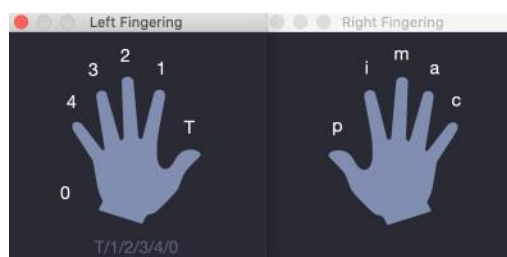 Left Fingering
2
3
1
4
T
0
T/1/2/3/4/0
Right Fingering
m
i
a
c
p